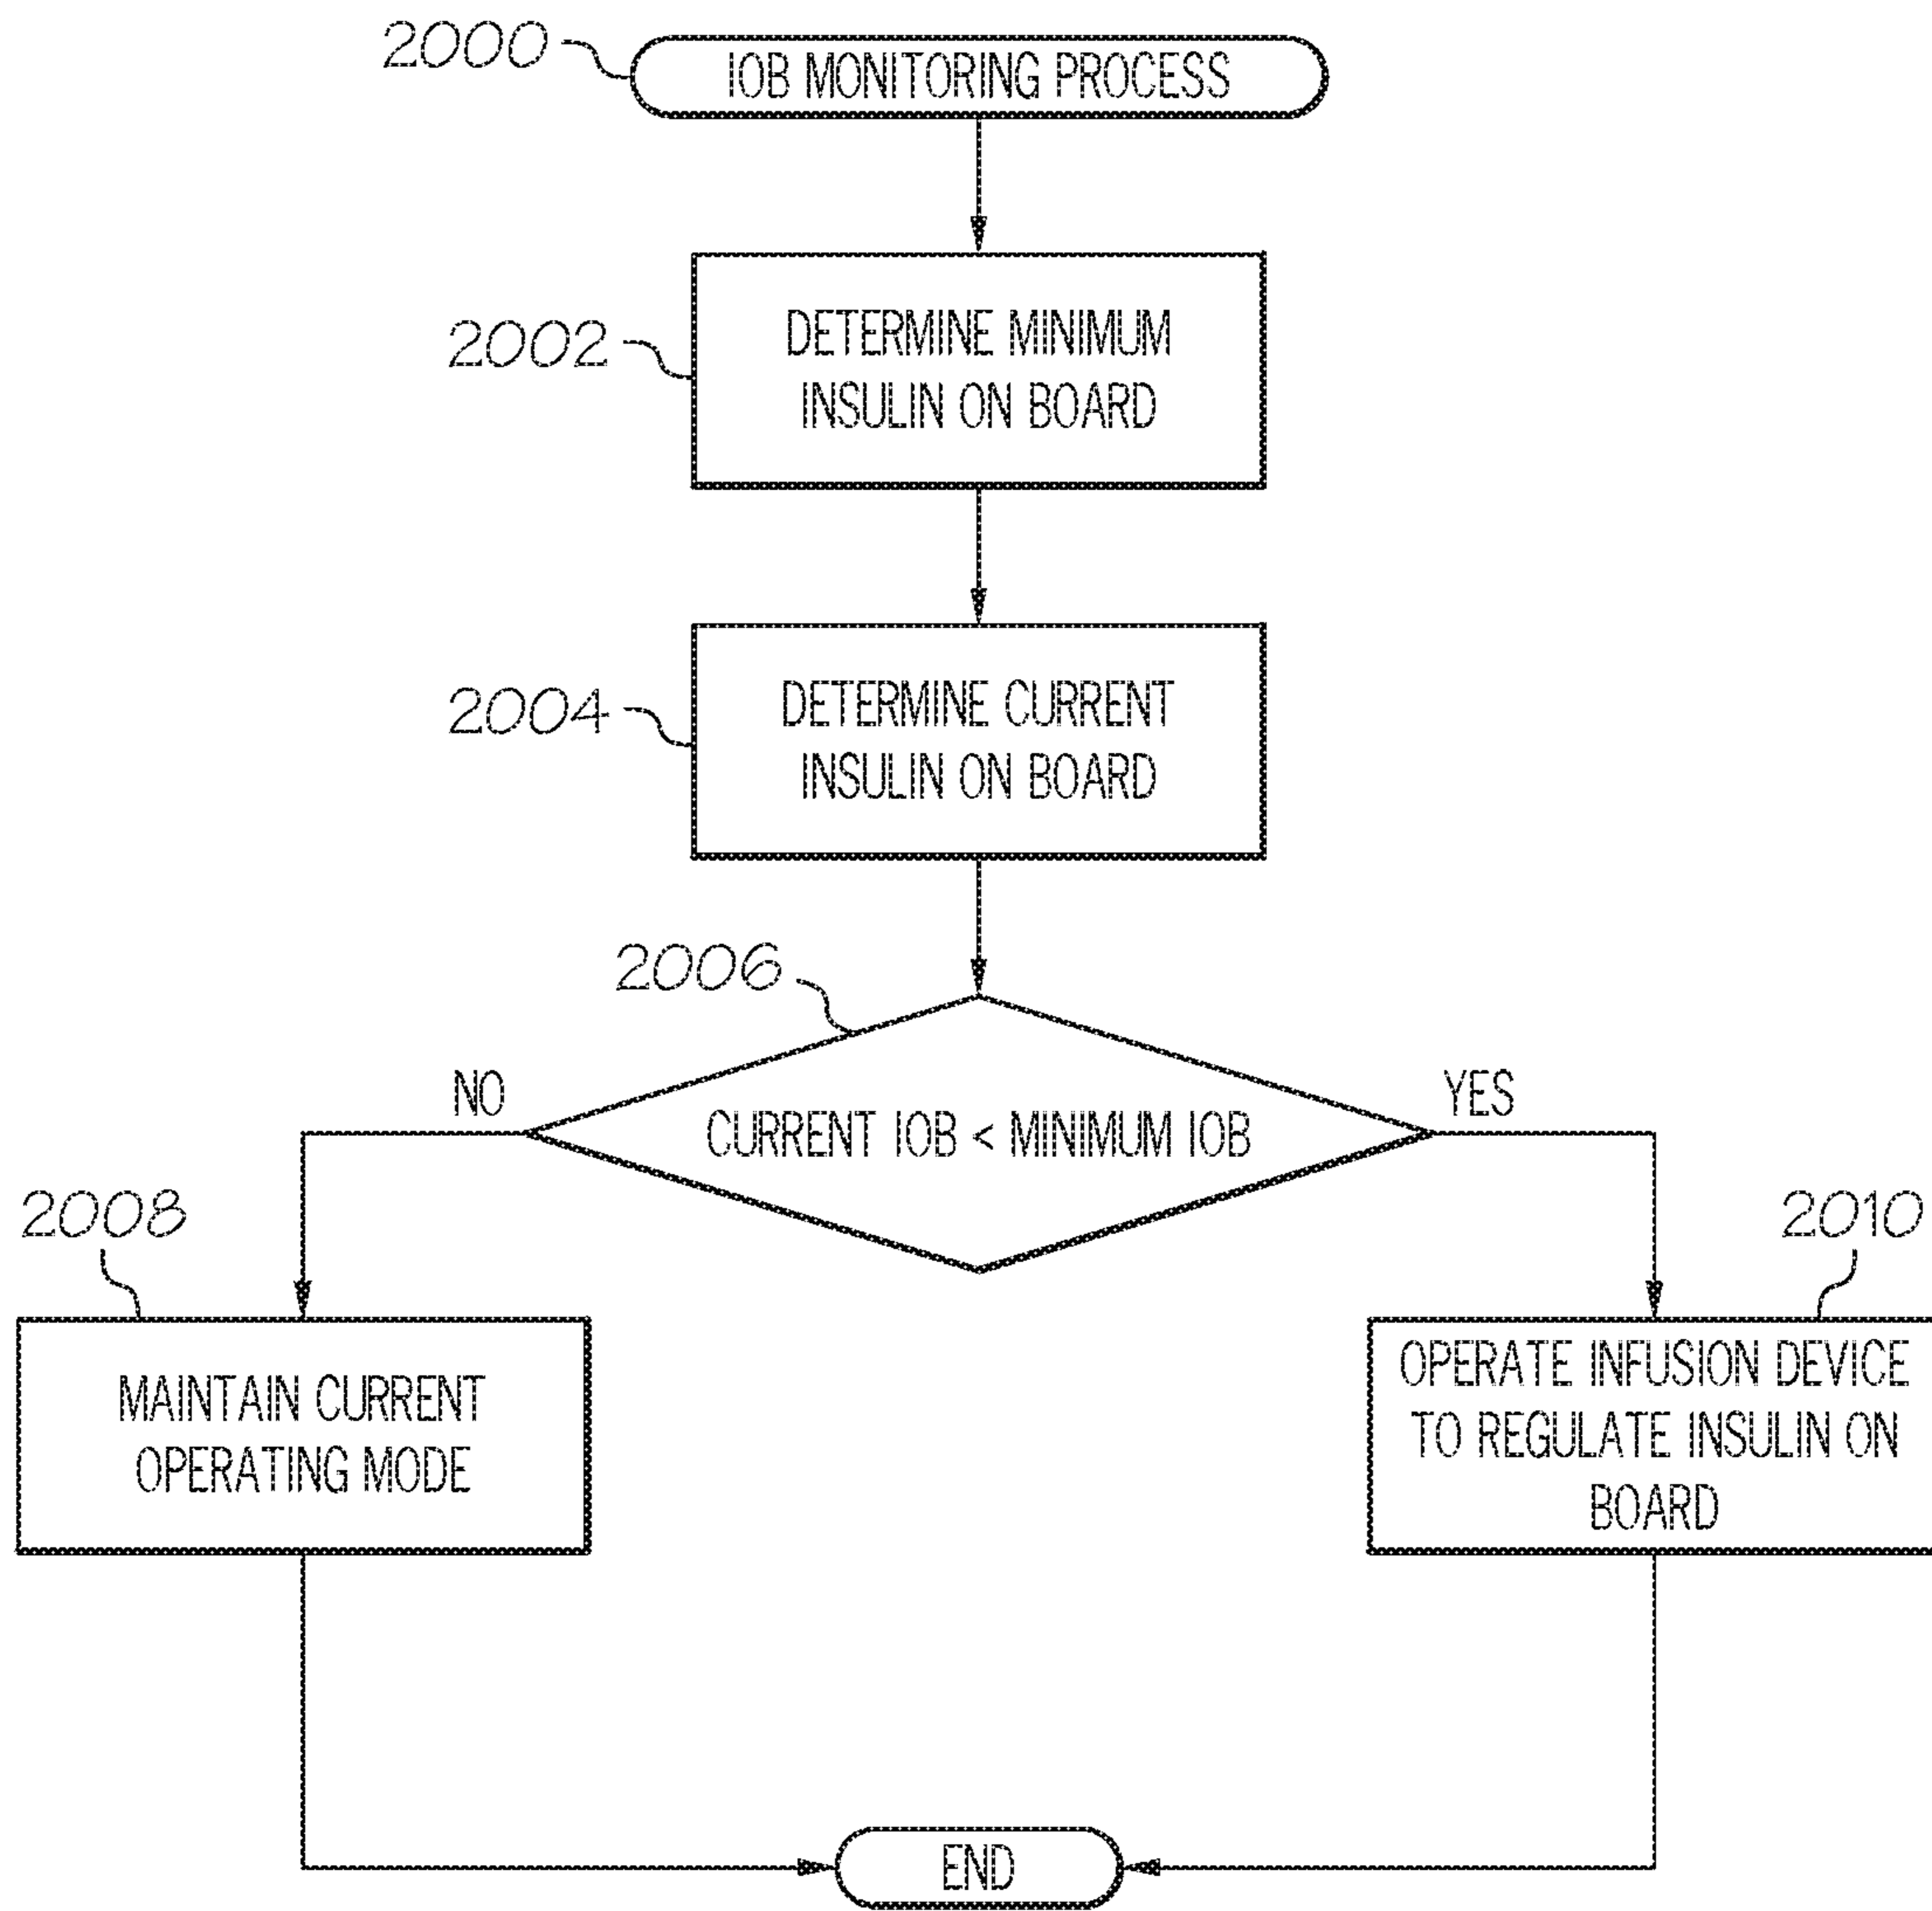 2000
IOB MONITORING PROCESS
2002
DETERMINE MINIMUM
INSULIN ON BOARD
2004
DETERMINE CURRENT
INSULIN ON BOARD
2006
NO
CURRENT IOB < MINIMUM IOB
YES
2008
MAINTAIN CURRENT
OPERATING MODE
2010
OPERATE INFUSION DEVICE
TO REGULATE INSULIN ON
BOARD
END